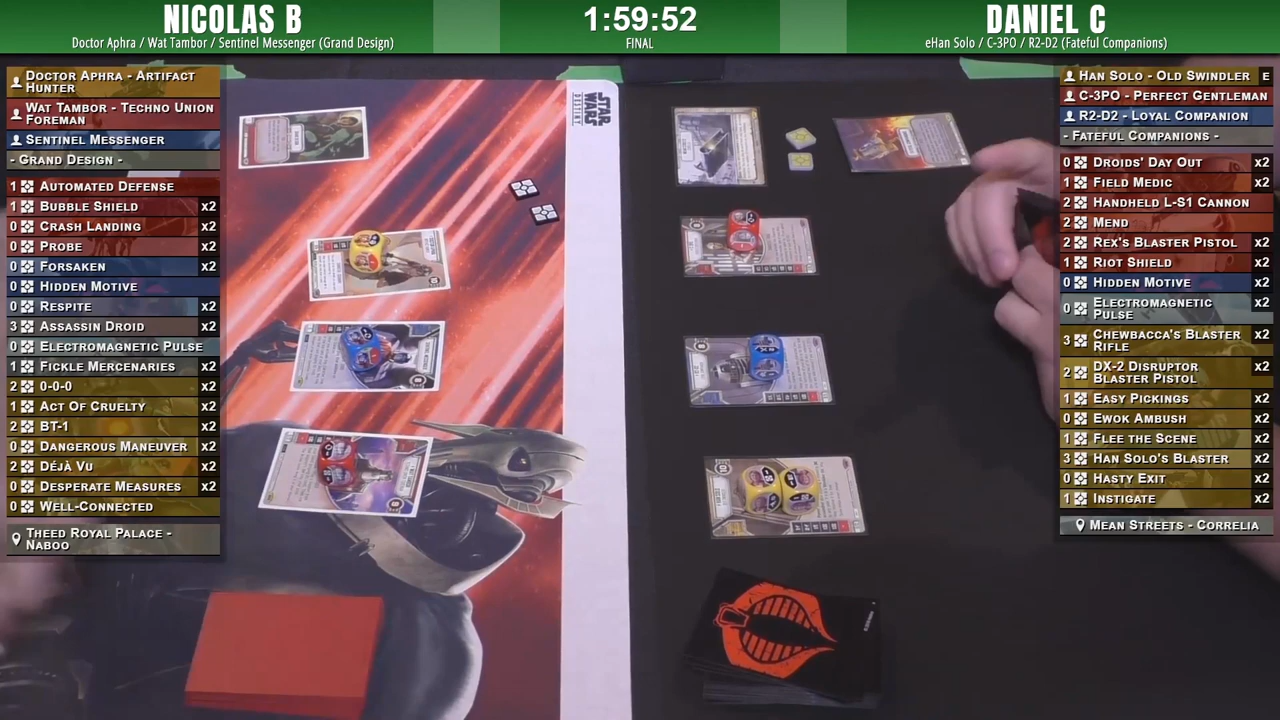 NICOLAS B
Doctor Aphra / Wat Tambor / Sentinel Messenger (Grand Design)
1:59:52
FINAL
DANIEL C
eHan Solo / C-3PO / R2-D2 (Fateful Companions)
DOCTOR APHRA - ARTIFACT
HUNTER
WAT TAMBOR - TECHNO UNION
FOREMAN
SENTINEL MESSENGER
- GRAND DESIGN -
1 AUTOMATED DEFENSE
1 BUBBLE SHIELD X2
0 CRASH LANDING X2
0 PROBE X2
0 FORSAKEN X2
0 HIDDEN MOTIVE
0 RESPITE X2
3 ASSASSIN DROID X2
0 ELECTROMAGNETIC PULSE
1 FICKLE MERCENARIES X2
2 0-0-0 X2
1 ACT OF CRUELTY X2
2 BT-1 X2
0 DANGEROUS MANEUVER X2
2 DÉJÀ VU X2
0 DESPERATE MEASURES X2
0 WELL-CONNECTED
THEED ROYAL PALACE -
NABOO
STAR
WARS
DESTINY
HAN SOLO - OLD SWINDLER E
C-3PO - PERFECT GENTLEMAN
R2-D2 - LOYAL COMPANION
- FATEFUL COMPANIONS -
0 DROIDS' DAY OUT X2
1 FIELD MEDIC X2
2 HANDHELD L-S1 CANNON
2 MEND
2 REX'S BLASTER PISTOL X2
1 RIOT SHIELD
0 HIDDEN MOTIVE X2
0 ELECTROMAGNETIC
PULSE X2
3 CHEWBACCA'S BLASTER
RIFLE X2
2 DX-2 DISRUPTOR
BLASTER PISTOL X2
1 EASY PICKINGS X2
0 EWOK AMBUSH X2
1 FLEE THE SCENE X2
3 HAN SOLO'S BLASTER X2
0 HASTY EXIT X2
1 INSTIGATE X2
MEAN STREETS - CORRELIA